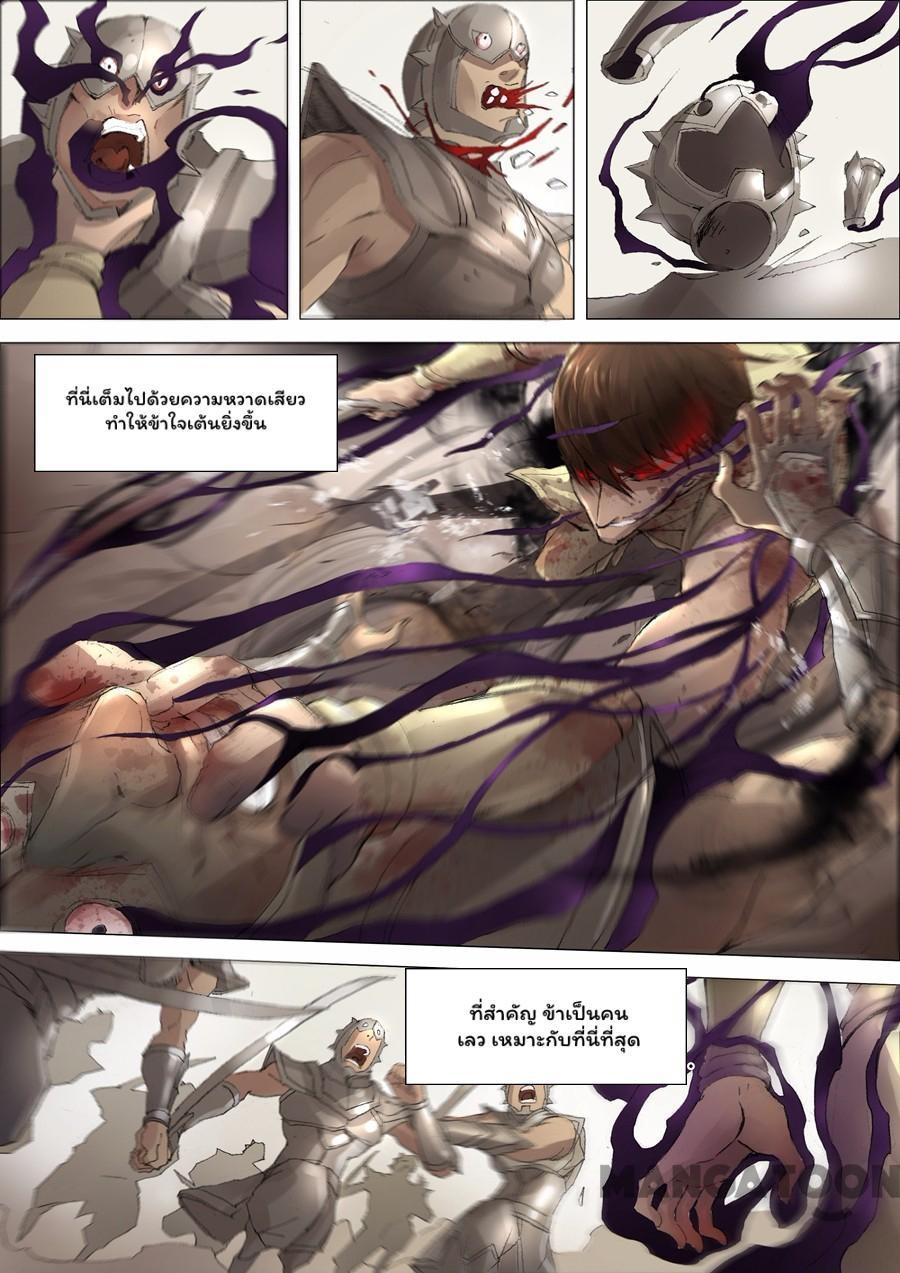 ที่นี่เต็มไปด้วยความหวาดเสียว
ทำให้ข้าใจเต้นยิ่งขึ้น
ที่สำคัญ ข้าเป็นคน
เลว เหมาะกับที่นี่ที่สุด
MANGATOON